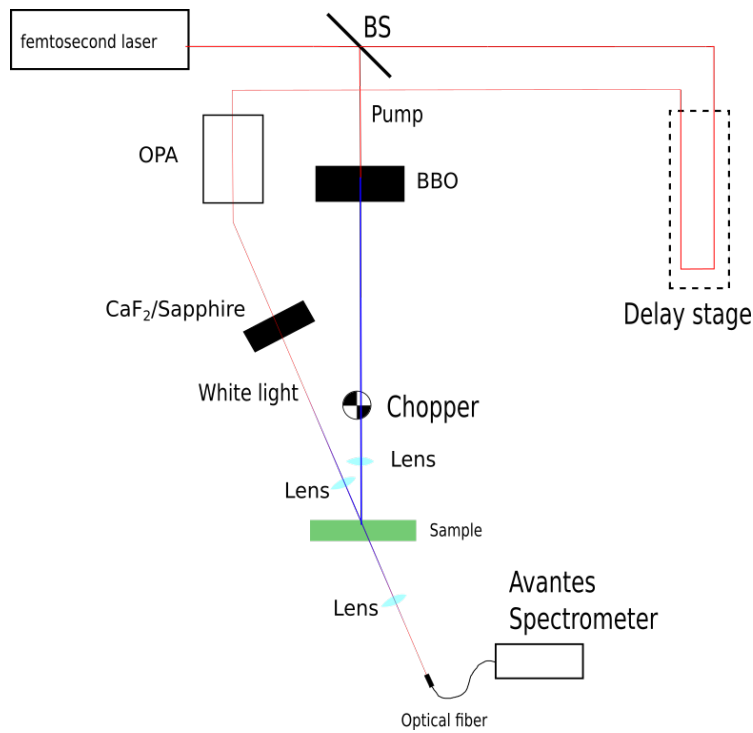 BS
femtosecond laser
Pump
OPA
BBO
CaF₂/Sapphire
Delay stage
White light
Chopper
Lens
Lens
Sample
Avantes
Spectrometer
Lens
Optical fiber